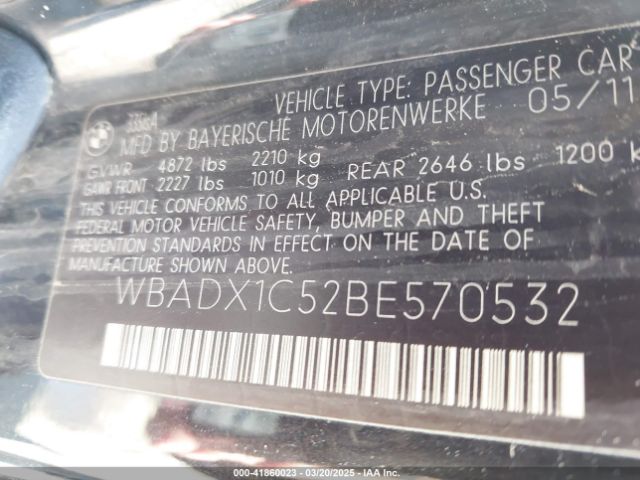 VEHICLE TYPE: PASSENGER CAR
MFD BY BAYERISCHE MOTORENWERKE 05/11
GVWR 4872 lbs 2210 kg
GAWR FRONT 2227 lbs 1010 kg REAR 2646 lbs 1200 k
THIS VEHICLE CONFORMS TO ALL APPLICABLE U.S.
FEDERAL MOTOR VEHICLE SAFETY, BUMPER AND THEFT
PREVENTION STANDARDS IN EFFECT ON THE DATE OF
MANUFACTURE SHOWN ABOVE.
WBADX1C52BE570532
000-41860023 — 03/20/2025 — IAA, Inc.